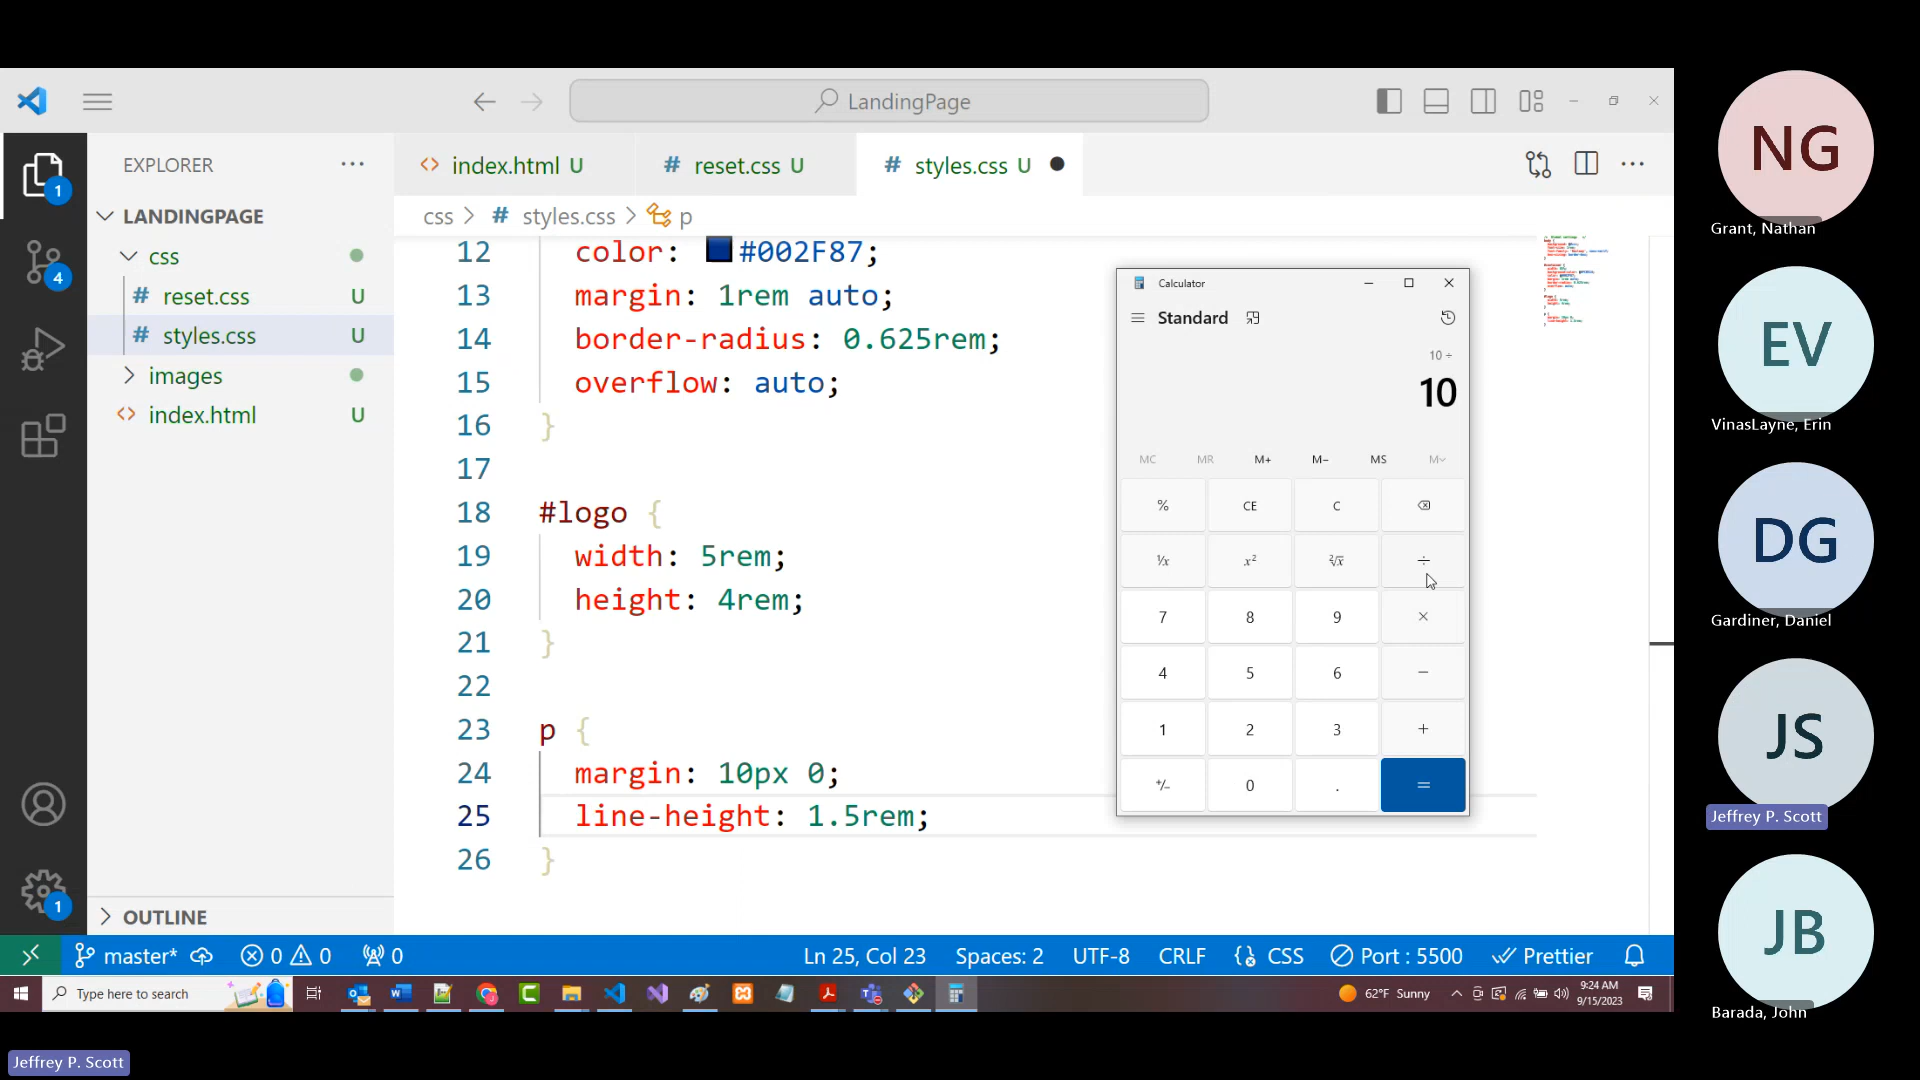 LandingPage
EXPLORER
index.html U
reset.css U
styles.css U
LANDINGPAGE
css > # styles.css > p
css
reset.css U
styles.css U
images
index.html U
12 color: #002F87;
13 margin: 1rem auto;
14 border-radius: 0.625rem;
15 overflow: auto;
16 }
17
18 #logo {
19 width: 5rem;
20 height: 4rem;
21 }
22
23 p {
24 margin: 10px 0;
25 line-height: 1.5rem;
26 }
1
4
1
Calculator
Standard
10 ÷
10
MC MR M+ M− MS M
% CE C
¹/x x² ²√x ÷
7 8 9 ×
4 5 6 −
1 2 3 +
+/− 0 . =
OUTLINE
master* 0 0 0
Ln 25, Col 23 Spaces: 2 UTF-8 CRLF CSS Port : 5500 Prettier
Type here to search
62°F Sunny
9:24 AM
9/15/2023
Jeffrey P. Scott
NG
Grant, Nathan
EV
VinasLayne, Erin
DG
Gardiner, Daniel
JS
Jeffrey P. Scott
JB
Barada, John